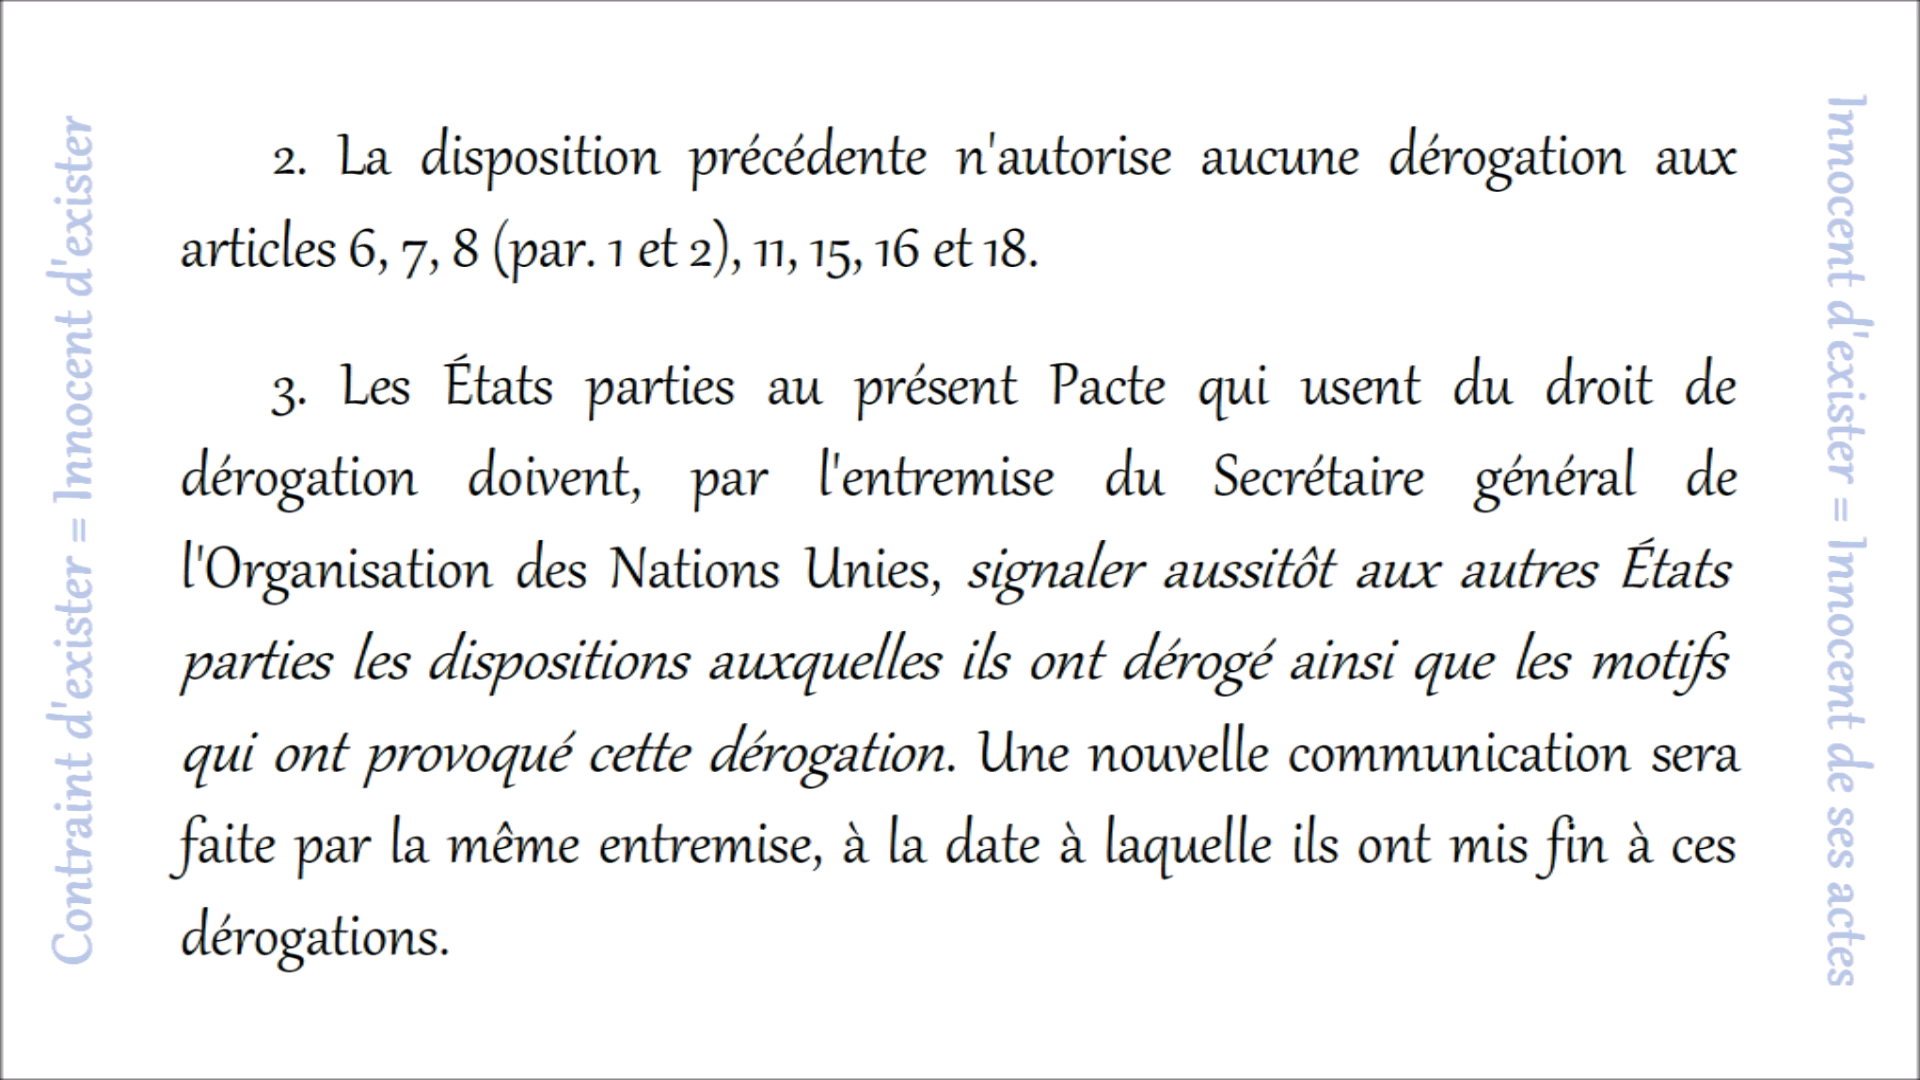 Contraint d'exister = Innocent d'exister
2. La disposition précédente n'autorise aucune dérogation aux
articles 6, 7, 8 (par. 1 et 2), 11, 15, 16 et 18.
3. Les États parties au présent Pacte qui usent du droit de
dérogation doivent, par l'entremise du Secrétaire général de
l'Organisation des Nations Unies, signaler aussitôt aux autres États
parties les dispositions auxquelles ils ont dérogé ainsi que les motifs
qui ont provoqué cette dérogation. Une nouvelle communication sera
faite par la même entremise, à la date à laquelle ils ont mis fin à ces
dérogations.
Innocent d'exister = Innocent de ses actes